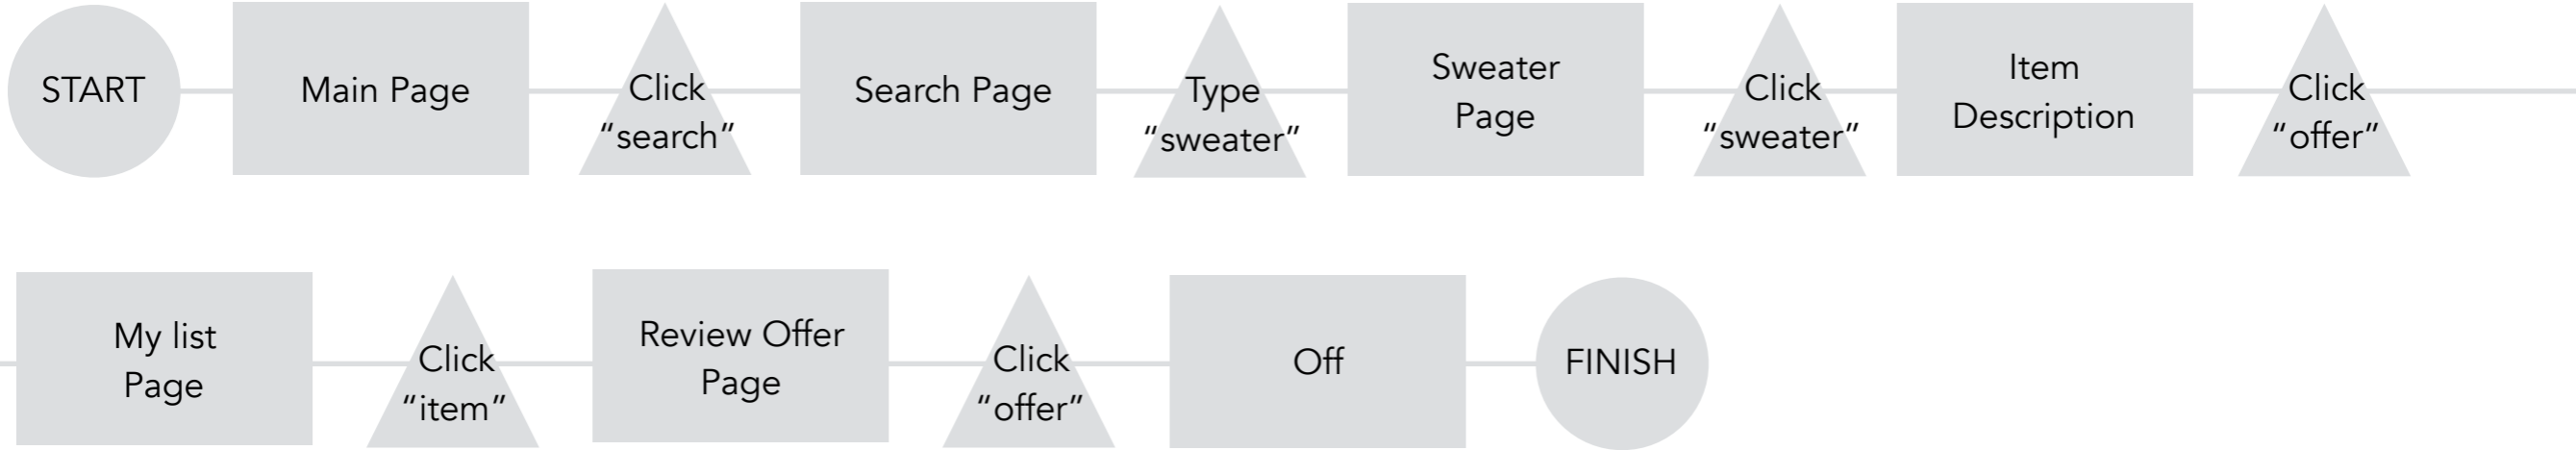 START
Main Page
Click
“search”
Search Page
Type
“sweater”
Sweater
Page
Click
“sweater”
Item
Description
Click
“offer”
My list
Page
Click
“item”
Review Offer
Page
Click
“offer”
Off
FINISH